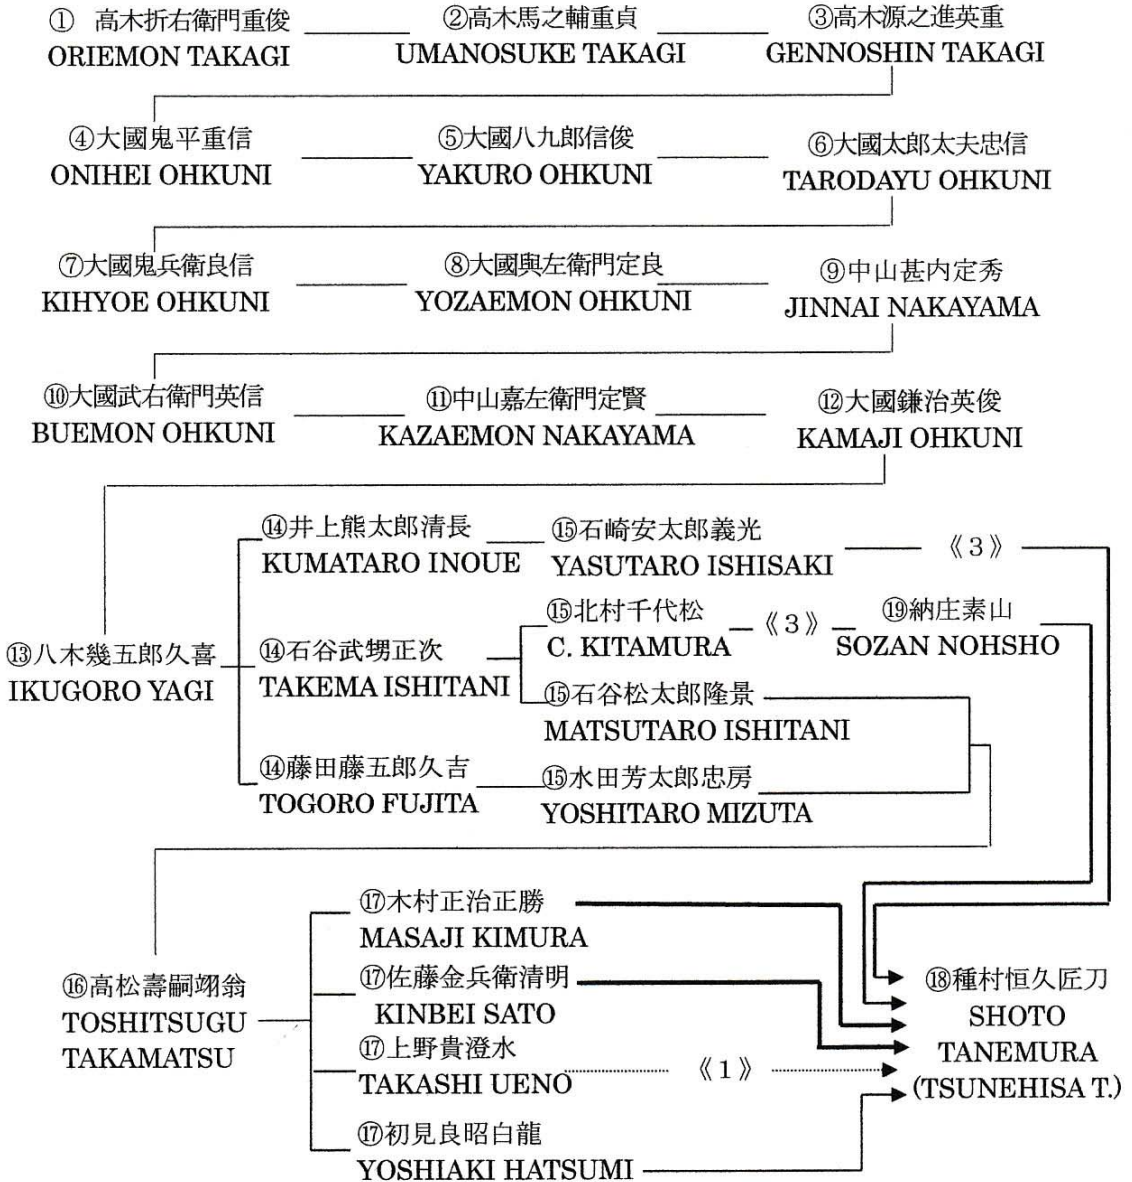 ① 高木折右衛門重俊
ORIEMON TAKAGI
②高木馬之輔重貞
UMANOSUKE TAKAGI
③高木源之進英重
GENNOSHIN TAKAGI
④大國鬼平重信
ONIHEI OHKUNI
⑤大國八九郎信俊
YAKURO OHKUNI
⑥大國太郎太夫忠信
TARODAYU OHKUNI
⑦大國鬼兵衛良信
KIHYOE OHKUNI
⑧大國與左衛門定良
YOZAEMON OHKUNI
⑨中山甚内定秀
JINNAI NAKAYAMA
⑩大國武右衛門英信
BUEMON OHKUNI
⑪中山嘉左衛門定賢
KAZAEMON NAKAYAMA
⑫大國鎌治英俊
KAMAJI OHKUNI
⑬八木幾五郎久喜
IKUGORO YAGI
⑭井上熊太郎清長
KUMATARO INOUE
⑮石崎安太郎義光
YASUTARO ISHISAKI
《3》
⑭石谷武甥正次
TAKEMA ISHITANI
⑮北村千代松
C. KITAMURA
《3》
⑲納庄素山
SOZAN NOHSHO
⑮石谷松太郎隆景
MATSUTARO ISHITANI
⑭藤田藤五郎久吉
TOGORO FUJITA
⑮水田芳太郎忠房
YOSHITARO MIZUTA
⑯高松壽嗣翊翁
TOSHITSUGU
TAKAMATSU
⑰木村正治正勝
MASAJI KIMURA
⑰佐藤金兵衛清明
KINBEI SATO
⑰上野貴澄水
TAKASHI UENO
《1》
⑰初見良昭白龍
YOSHIAKI HATSUMI
⑱種村恒久匠刀
SHOTO
TANEMURA
(TSUNEHISA T.)